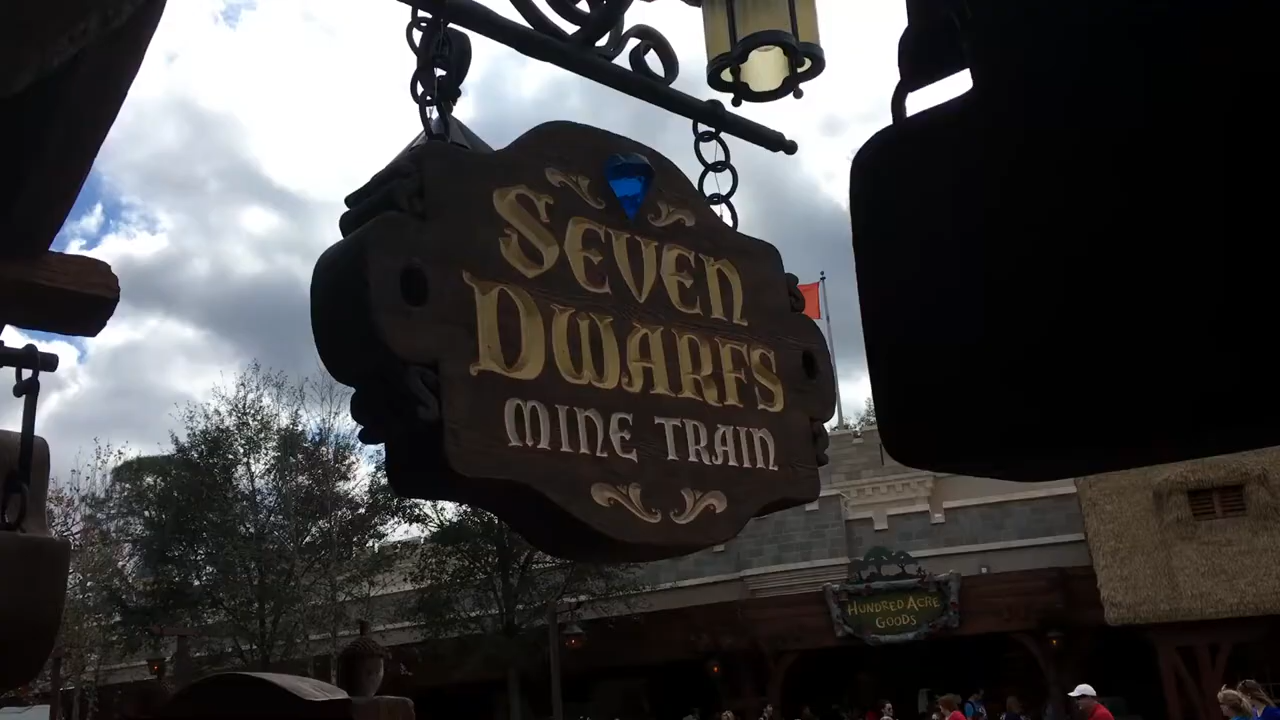 SEVEN
DWARFS
MINE TRAIN
HUNDRED ACRE
GOODS